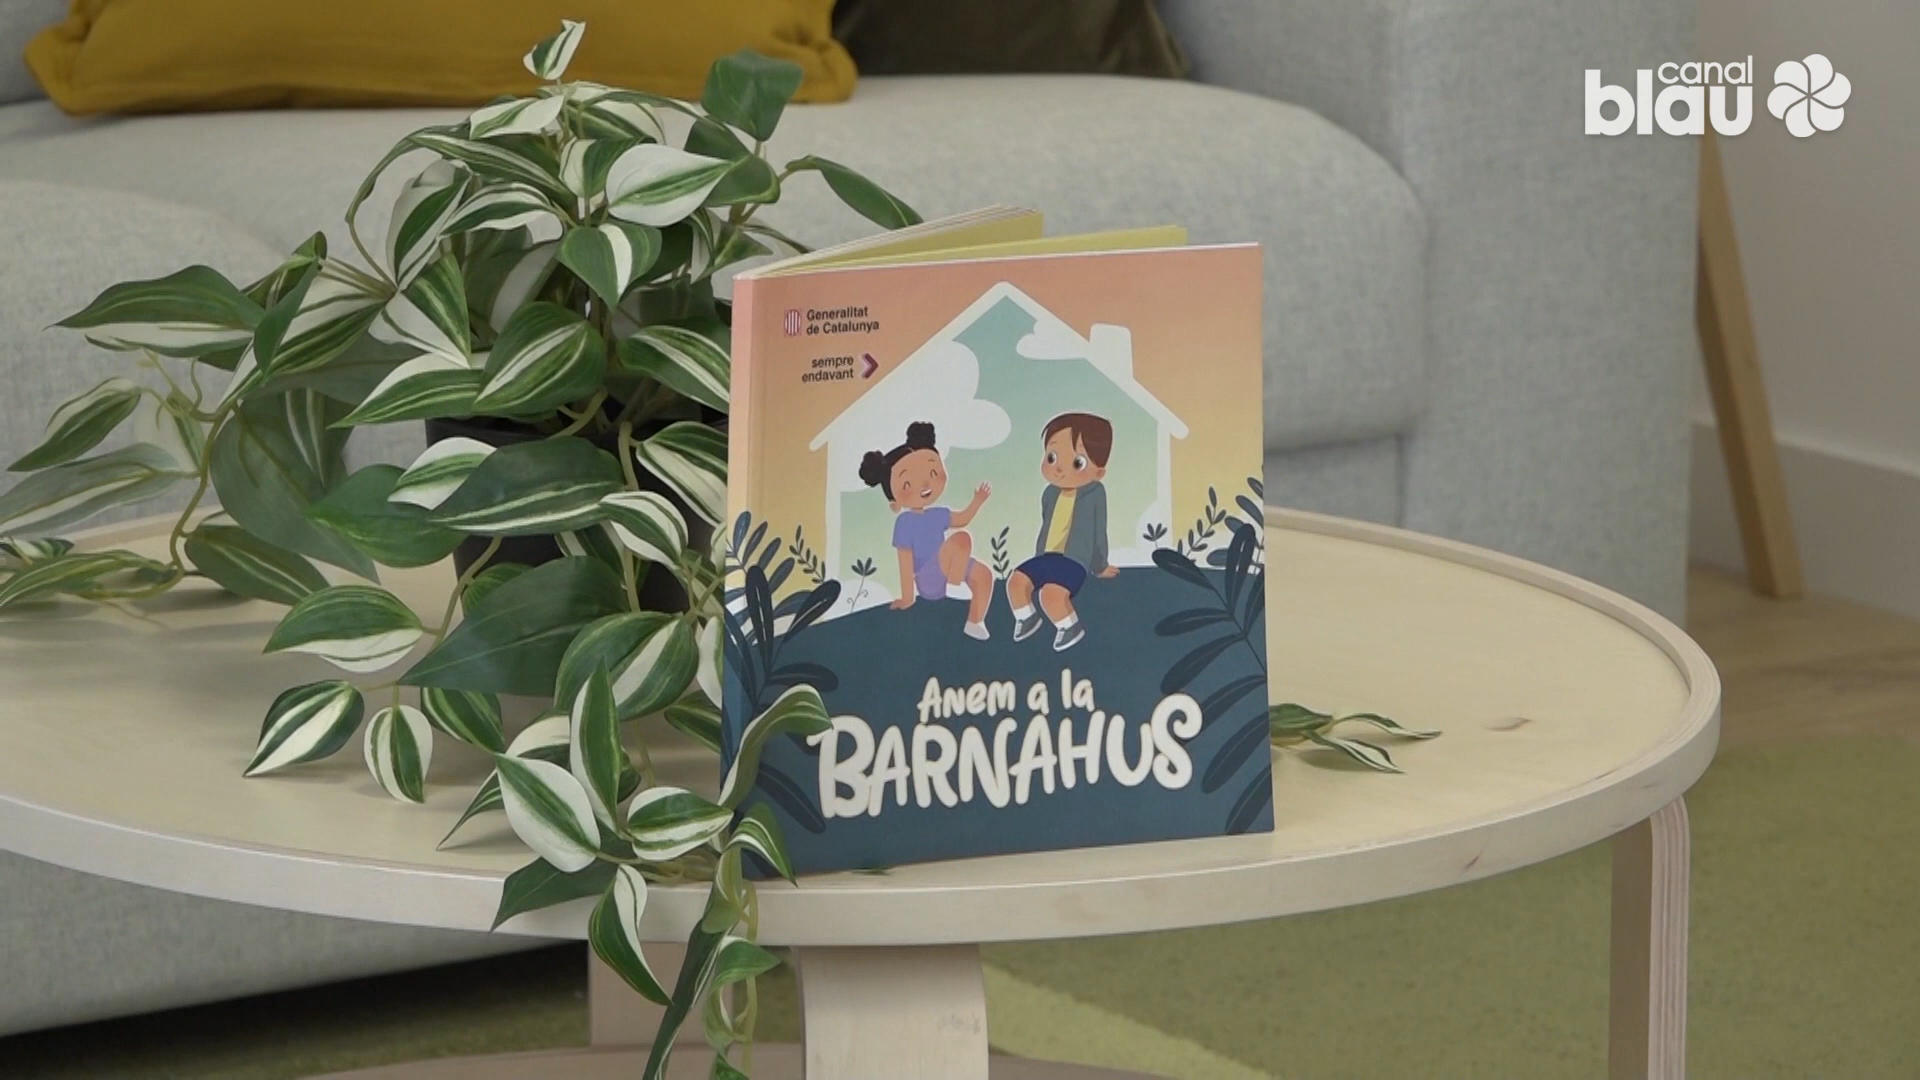 canal
blau
Generalitat
de Catalunya
sempre
endavant
Anem a la
BARNAHUS